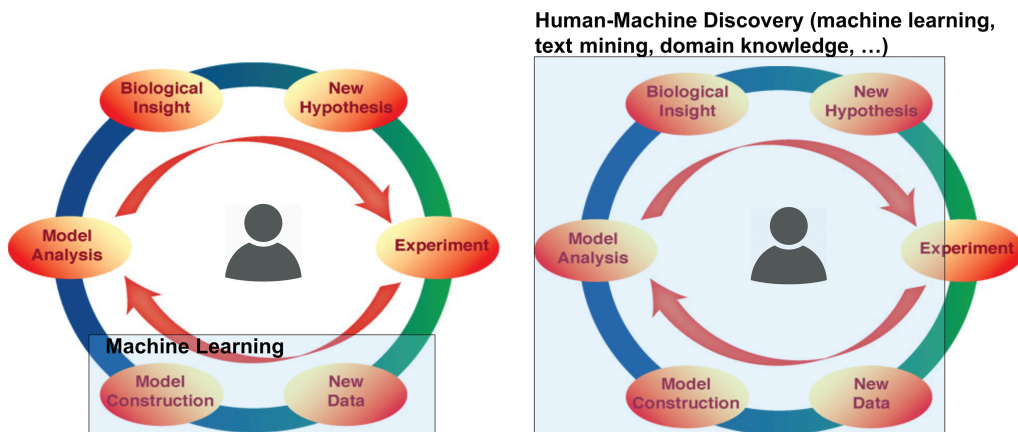 Biological
Insight
New
Hypothesis
Model
Analysis
Experiment
Machine Learning
Model
Construction
New
Data
Human-Machine Discovery (machine learning,
text mining, domain knowledge, …)
Biological
Insight
New
Hypothesis
Model
Analysis
Experiment
Model
Construction
New
Data